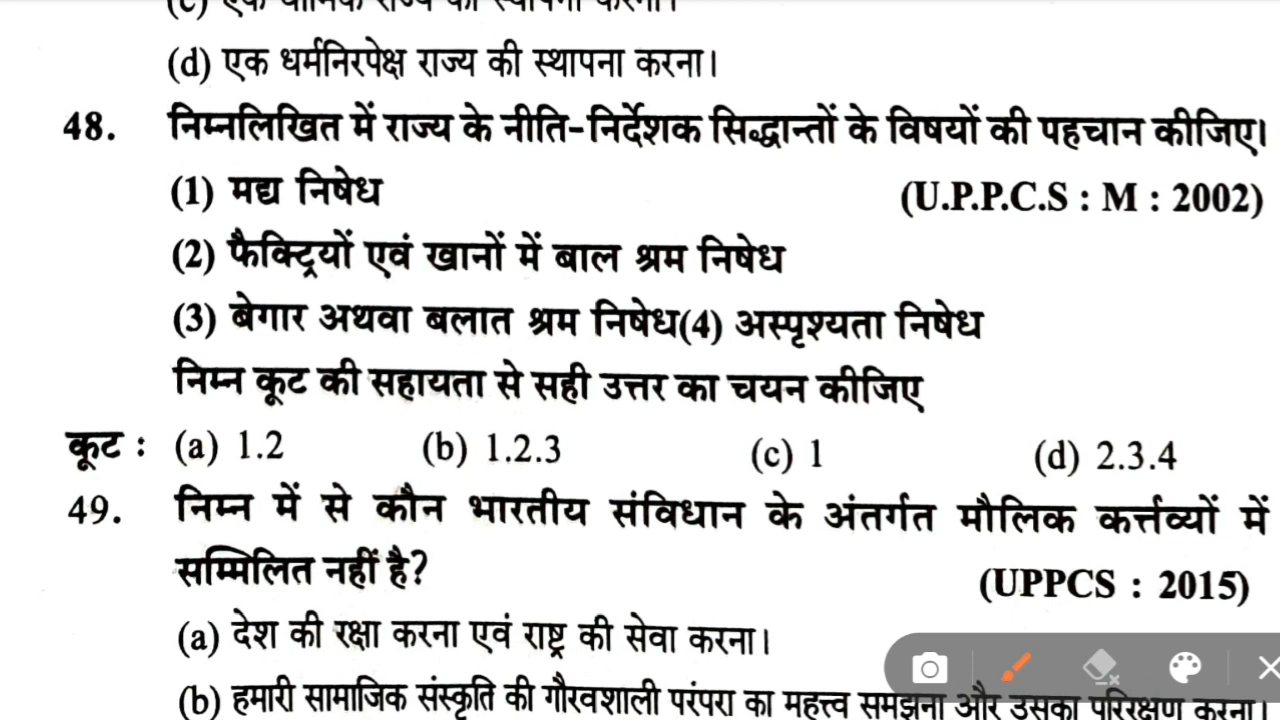 (d) एक धर्मनिरपेक्ष राज्य की स्थापना करना।
48. निम्नलिखित में राज्य के नीति-निर्देशक सिद्धान्तों के विषयों की पहचान कीजिए।
(1) मद्य निषेध (U.P.P.C.S : M : 2002)
(2) फैक्ट्रियों एवं खानों में बाल श्रम निषेध
(3) बेगार अथवा बलात श्रम निषेध(4) अस्पृश्यता निषेध
निम्न कूट की सहायता से सही उत्तर का चयन कीजिए
कूट : (a) 1.2 (b) 1.2.3 (c) 1 (d) 2.3.4
49. निम्न में से कौन भारतीय संविधान के अंतर्गत मौलिक कर्त्तव्यों में
सम्मिलित नहीं है? (UPPCS : 2015)
(a) देश की रक्षा करना एवं राष्ट्र की सेवा करना।
(b) हमारी सामाजिक संस्कृति की गौरवशाली परंपरा का महत्त्व समझना और उसका परिरक्षण करना।